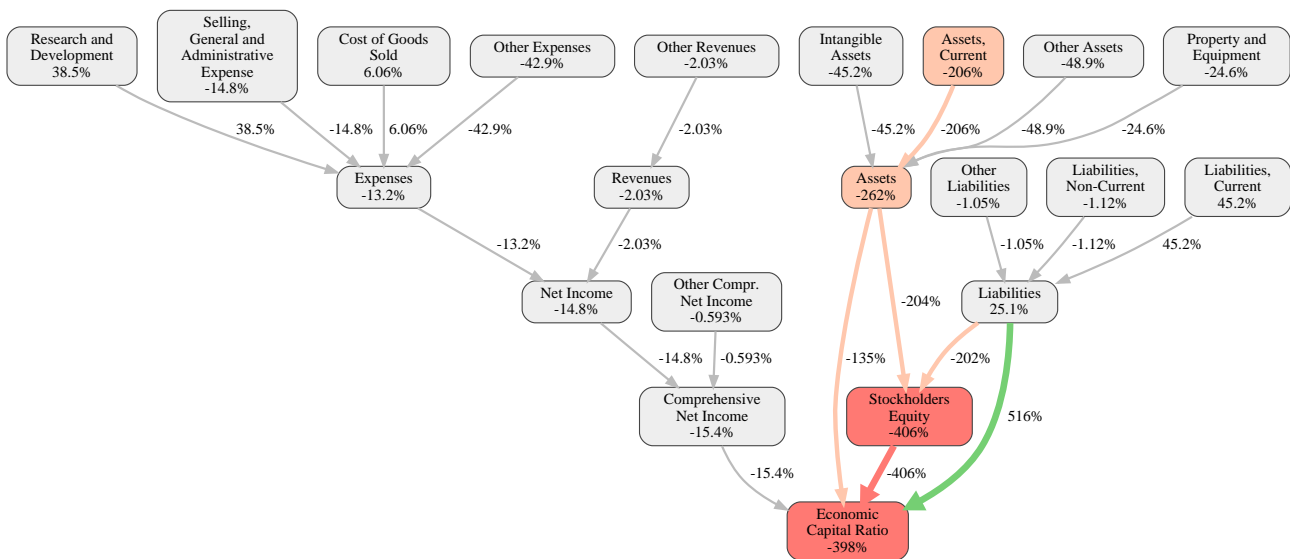 Research and
Development
38.5%
Selling,
General and
Administrative
Expense
-14.8%
Cost of Goods
Sold
6.06%
Other Expenses
-42.9%
Other Revenues
-2.03%
Intangible
Assets
-45.2%
Assets,
Current
-206%
Other Assets
-48.9%
Property and
Equipment
-24.6%
38.5%
-14.8%
6.06%
-42.9%
-2.03%
-45.2%
-206%
-48.9%
-24.6%
Expenses
-13.2%
Revenues
-2.03%
Assets
-262%
Other
Liabilities
-1.05%
Liabilities,
Non-Current
-1.12%
Liabilities,
Current
45.2%
-13.2%
-2.03%
-1.05%
-1.12%
45.2%
Net Income
-14.8%
Other Compr.
Net Income
-0.593%
-204%
Liabilities
25.1%
-14.8%
-0.593%
-135%
-202%
Comprehensive
Net Income
-15.4%
Stockholders
Equity
-406%
516%
-15.4%
-406%
Economic
Capital Ratio
-398%